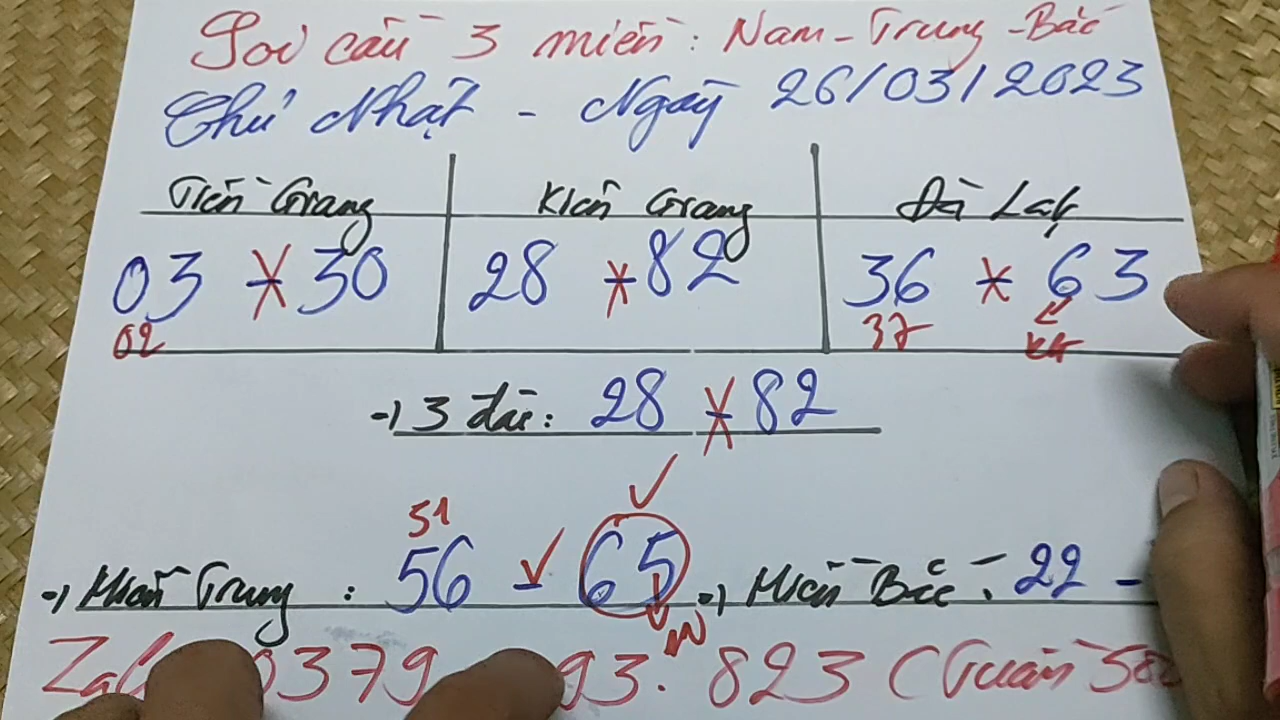 Soi cầu 3 miền: Nam - Trung - Bắc
Chủ Nhật - Ngày 26/03/2023
Tiền Giang Kiên Giang Đà Lạt
03 * 30 28 * 82 36 * 63
02 37
→ 3 đài: 28 * 82
51
→ Miền Trung : 56 - 65 → Miền Bắc : 22 -
0379 93. 823 (Tuấn